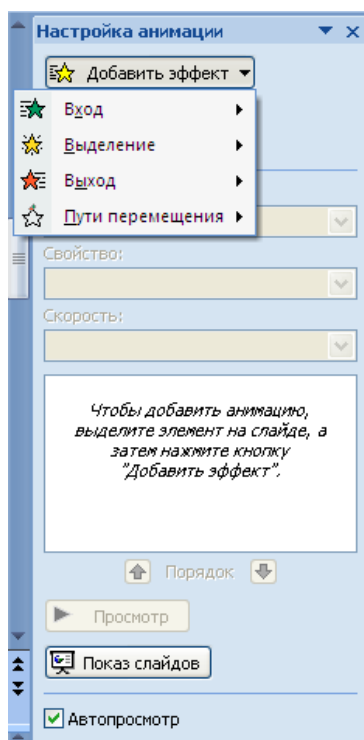 Настройка анимации
Добавить эффект
Вход
Выделение
Выход
Пути перемещения
Свойство:
Скорость:
Чтобы добавить анимацию,
выделите элемент на слайде, а
затем нажмите кнопку
"Добавить эффект".
Порядок
Просмотр
Показ слайдов
Автопросмотр